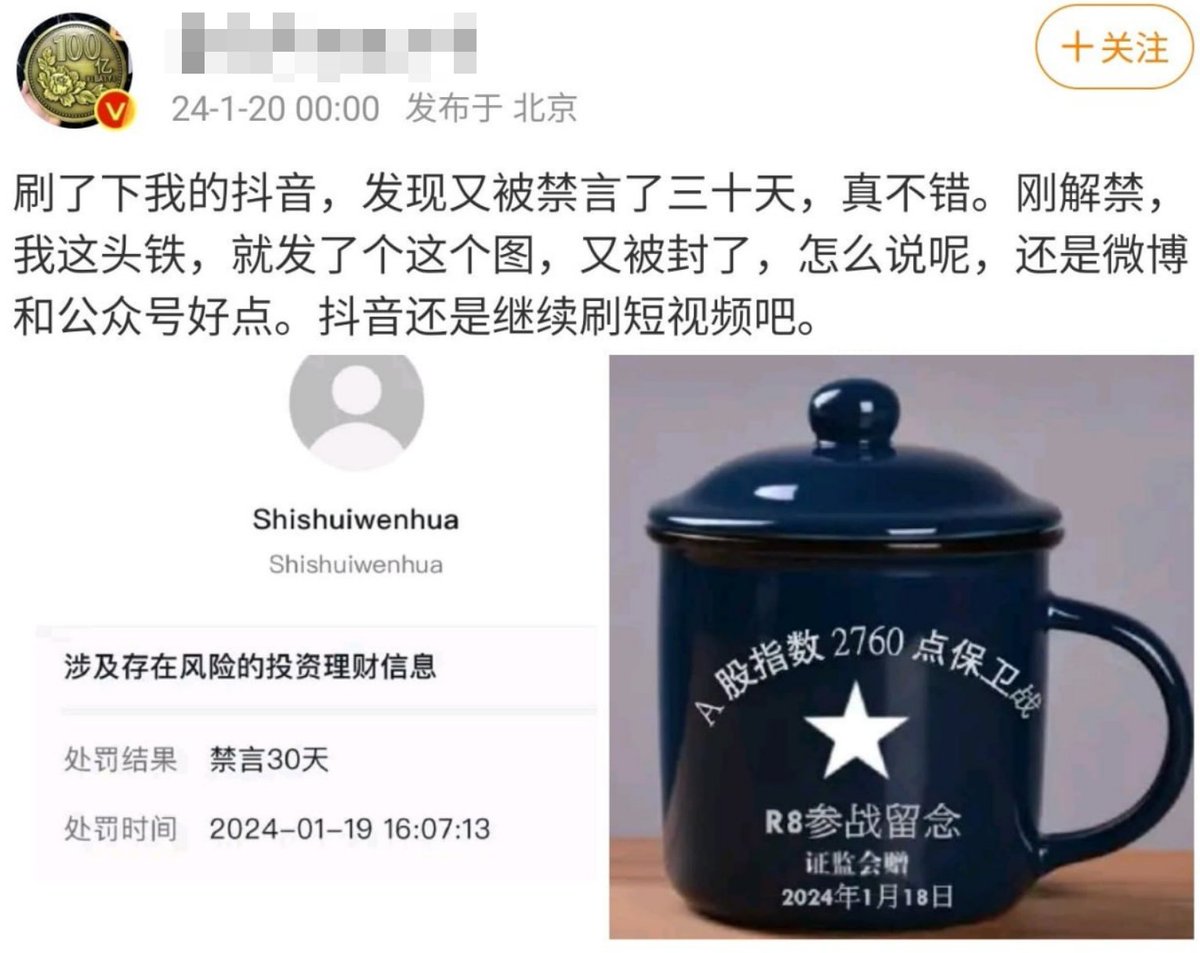 100
亿
V
24-1-20 00:00 发布于 北京
+关注
刷了下我的抖音，发现又被禁言了三十天，真不错。刚解禁，
我这头铁，就发了个这个图，又被封了，怎么说呢，还是微博
和公众号好点。抖音还是继续刷短视频吧。
Shishuiwenhua
Shishuiwenhua
涉及存在风险的投资理财信息
处罚结果 禁言30天
处罚时间 2024-01-19 16:07:13
A 股指数 2760 点保卫战
R8参战留念
证监会赠
2024年1月18日